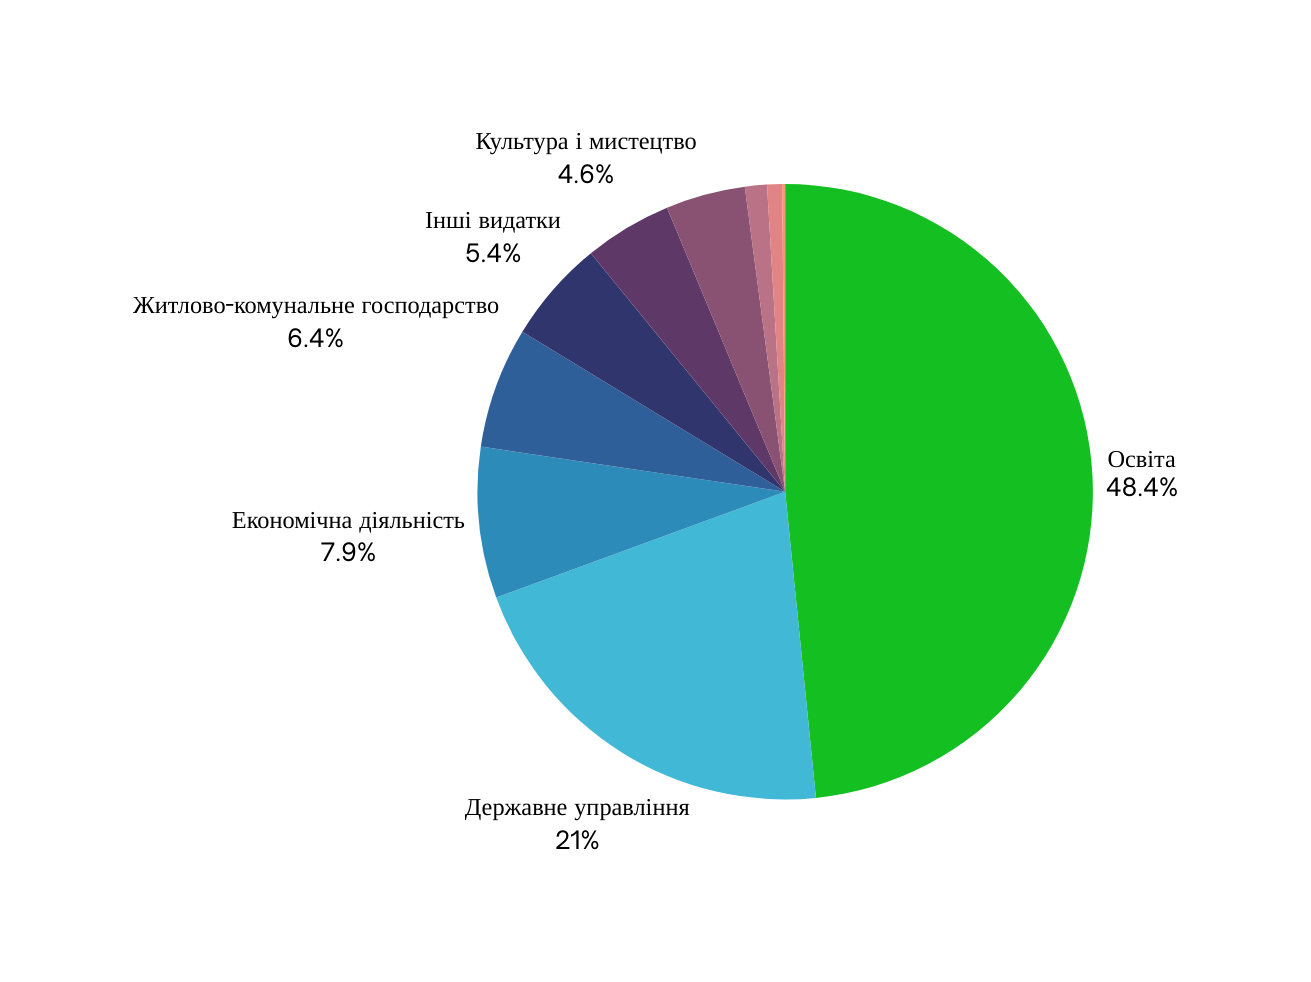 Культура і мистецтво
4.6%
Інші видатки
5.4%
Житлово-комунальне господарство
6.4%
Освіта
48.4%
Економічна діяльність
7.9%
Державне управління
21%